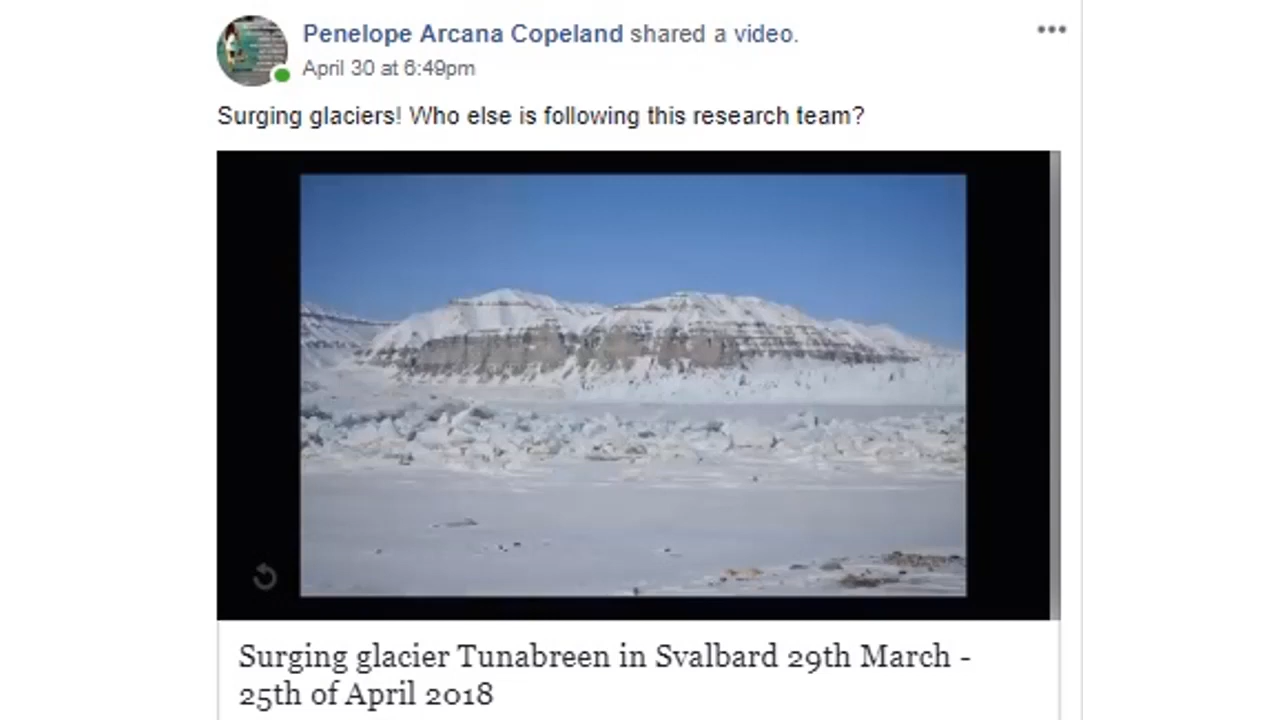 Penelope Arcana Copeland shared a video.
April 30 at 6:49pm
Surging glaciers! Who else is following this research team?
Surging glacier Tunabreen in Svalbard 29th March -
25th of April 2018